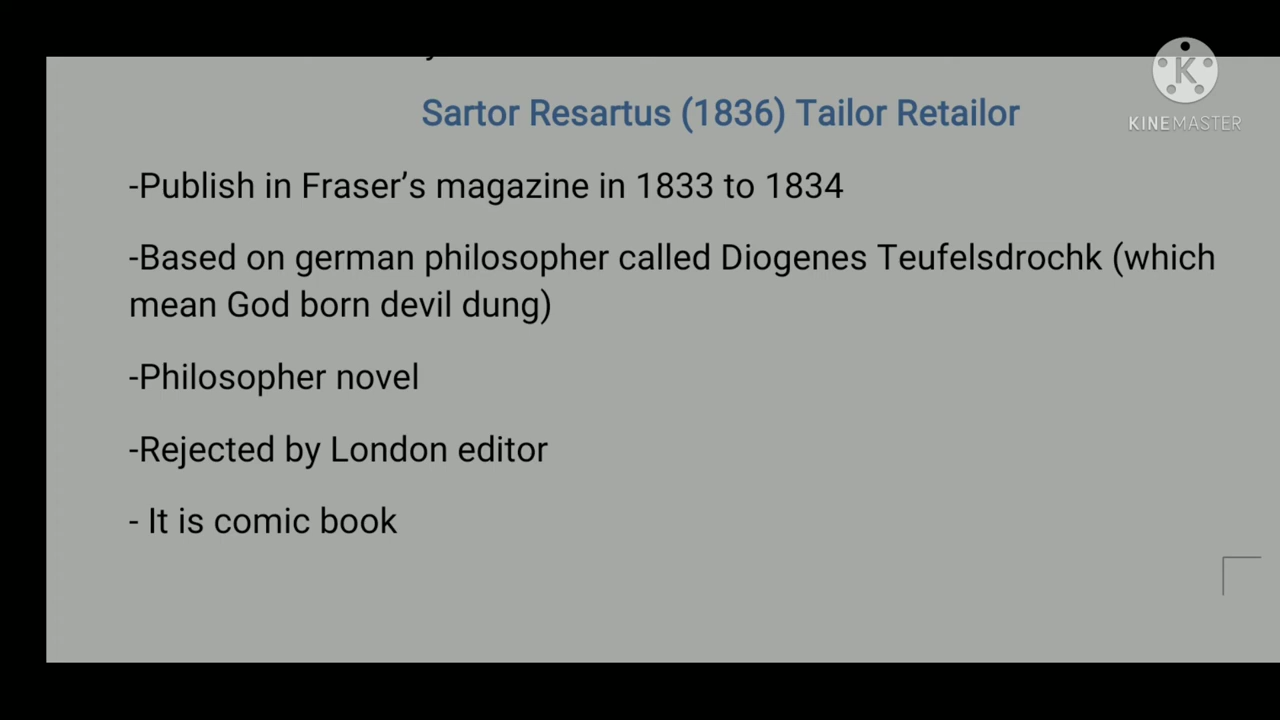 Sartor Resartus (1836) Tailor Retailor
K
KINEMASTER
-Publish in Fraser’s magazine in 1833 to 1834
-Based on german philosopher called Diogenes Teufelsdrochk (which
mean God born devil dung)
-Philosopher novel
-Rejected by London editor
- It is comic book